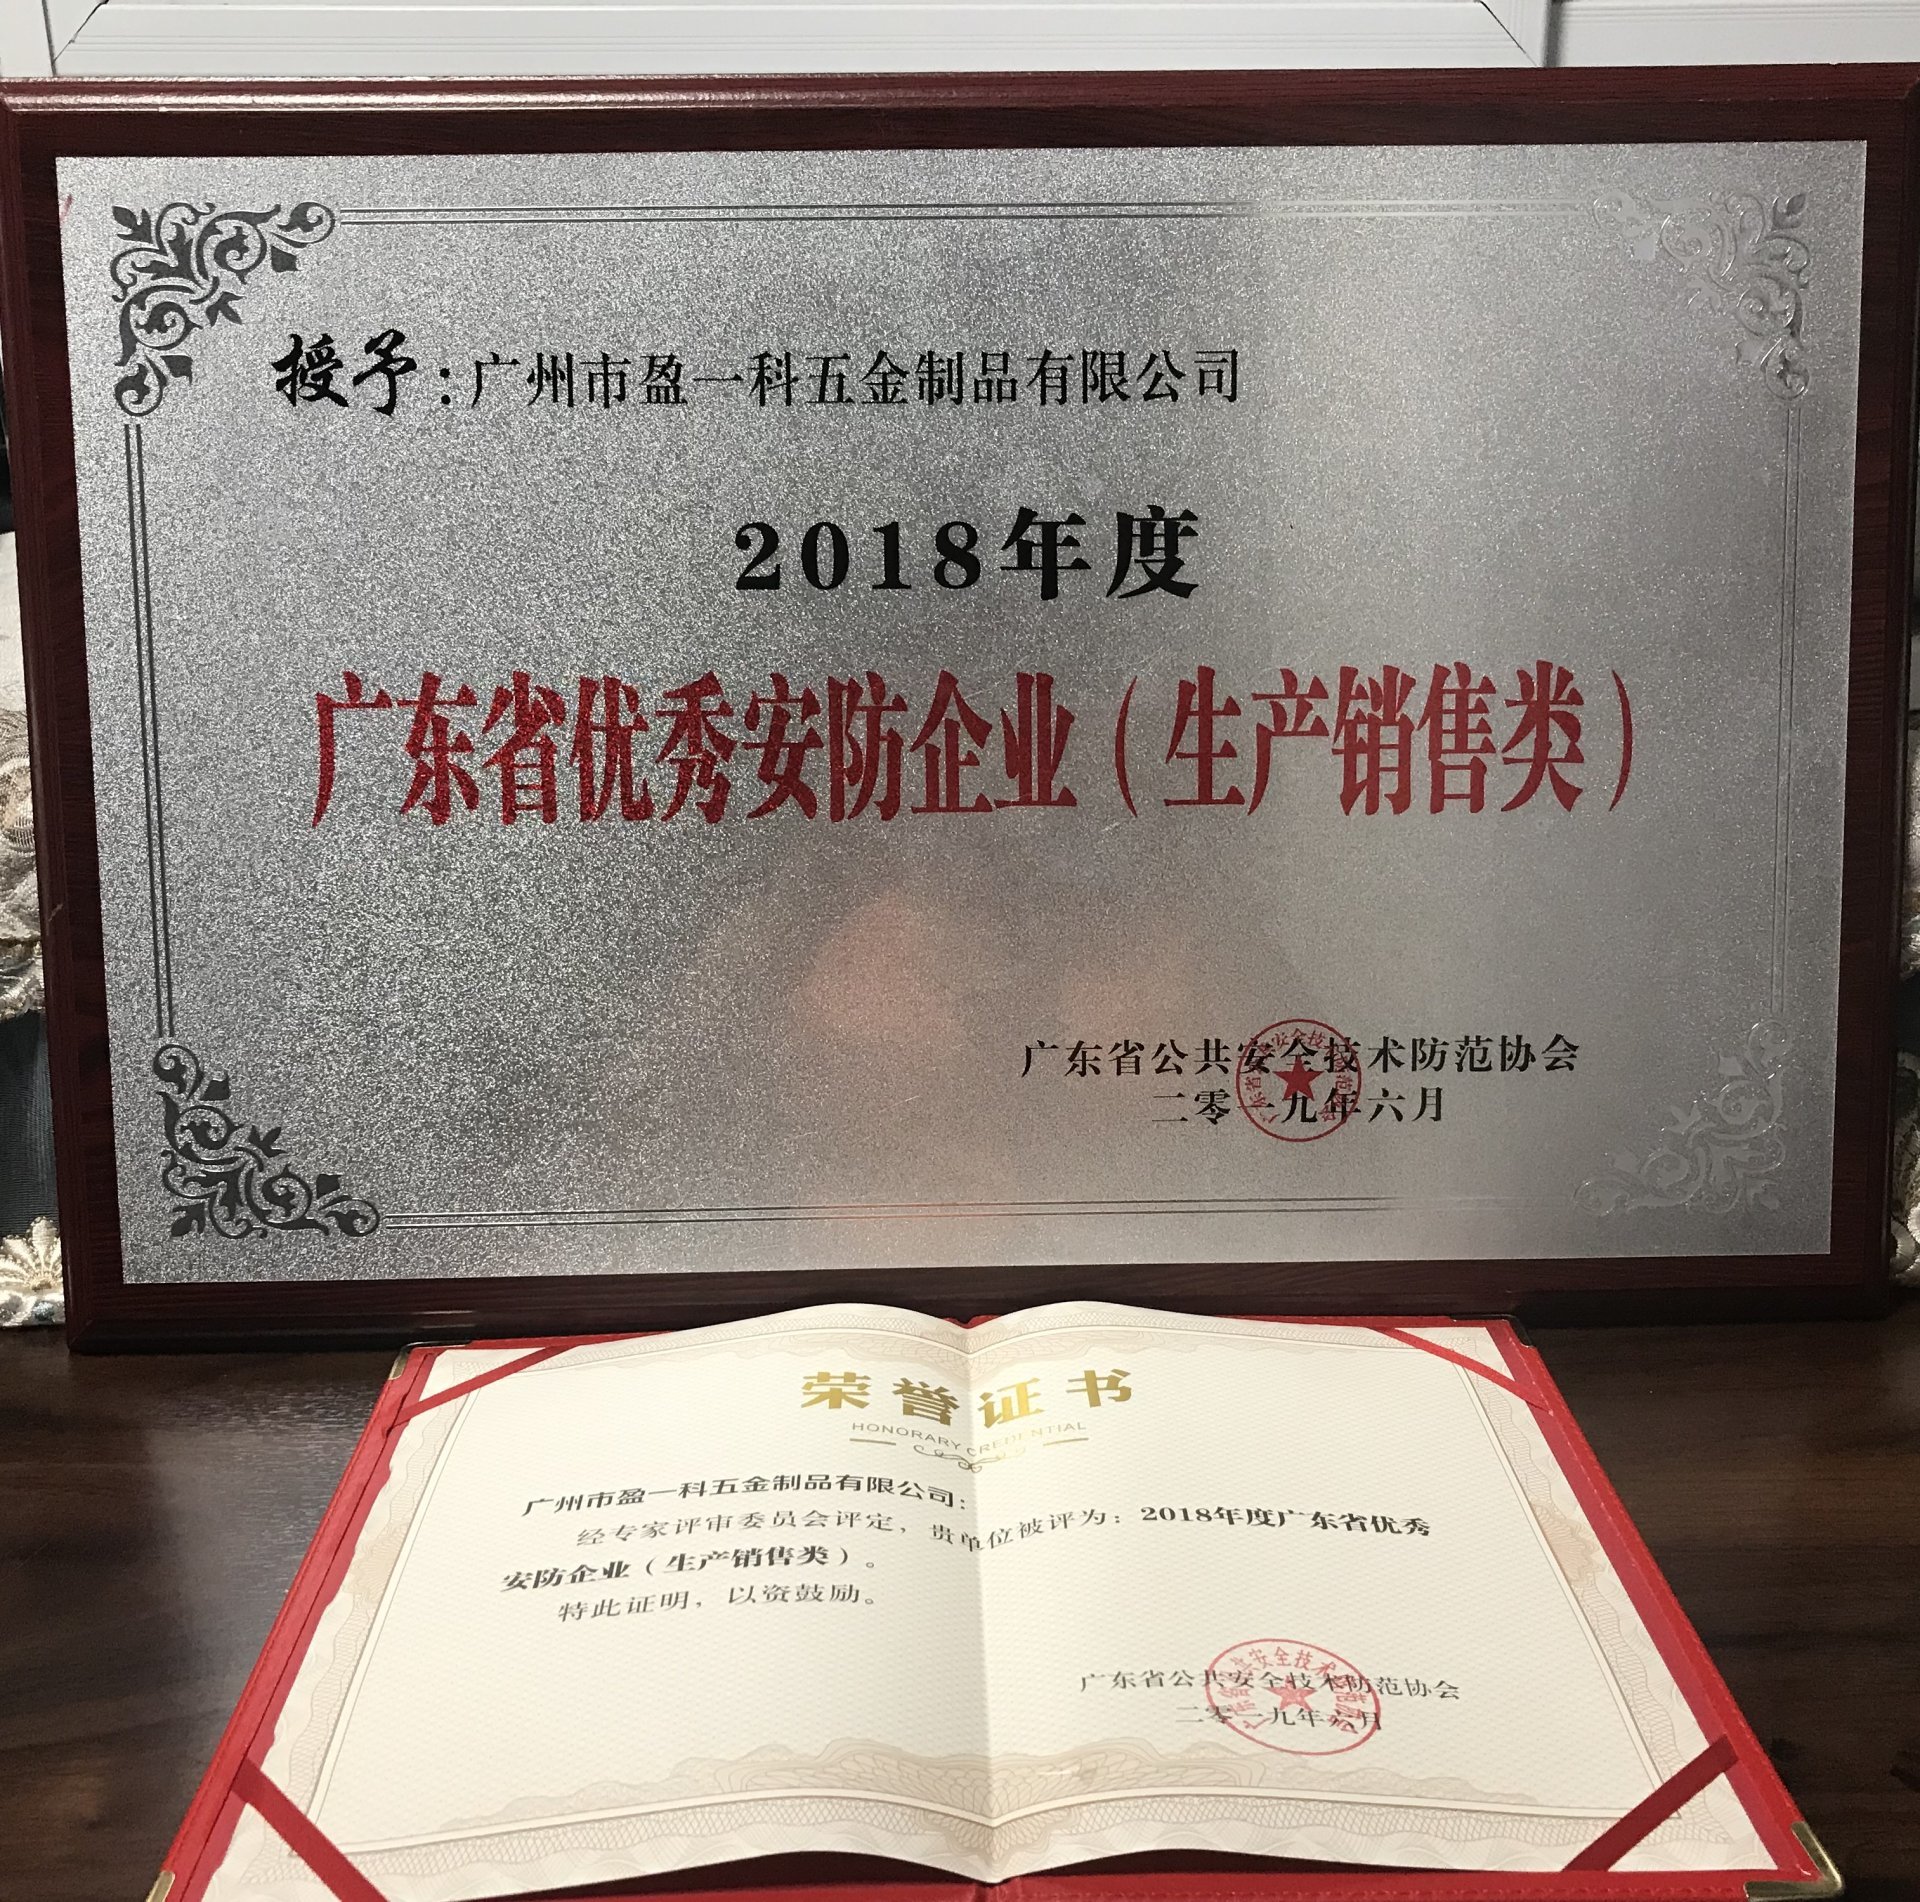 授予：广州市盈一科五金制品有限公司
2018年度
广东省优秀安防企业（生产销售类）
广东省公共安全技术防范协会
二零一九年六月
荣誉证书
HONORARY CREDENTIAL
广州市盈一科五金制品有限公司：
经专家评审委员会评定，贵单位被评为：2018年度广东省优秀
安防企业（生产销售类）。
特此证明，以资鼓励。
广东省公共安全技术防范协会
二零一九年六月